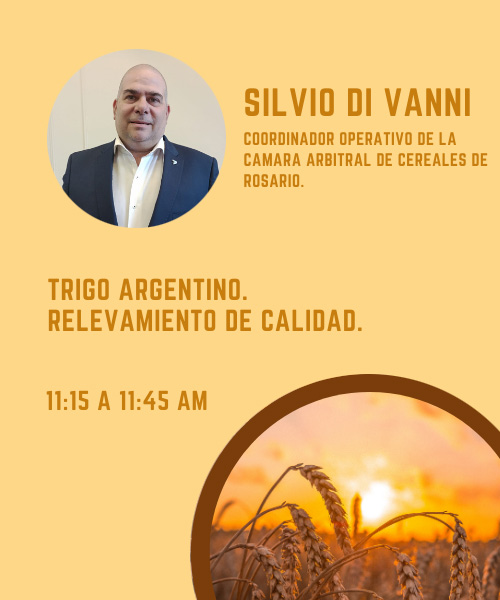 SILVIO DI VANNI
COORDINADOR OPERATIVO DE LA
CAMARA ARBITRAL DE CEREALES DE
ROSARIO.
TRIGO ARGENTINO.
RELEVAMIENTO DE CALIDAD.
11:15 A 11:45 AM